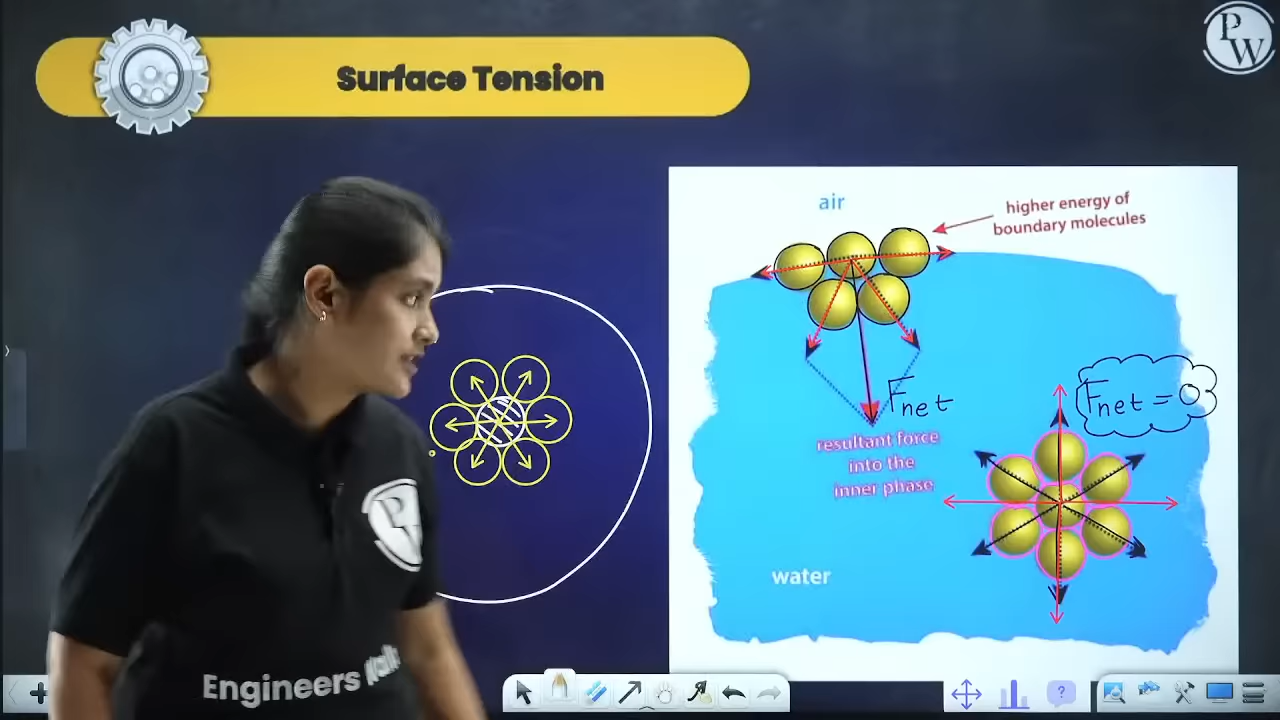 Surface Tension
PW
air
higher energy of
boundary molecules
Fnet
Fnet = 0
resultant force
into the
inner phase
water
PW
Engineers
?